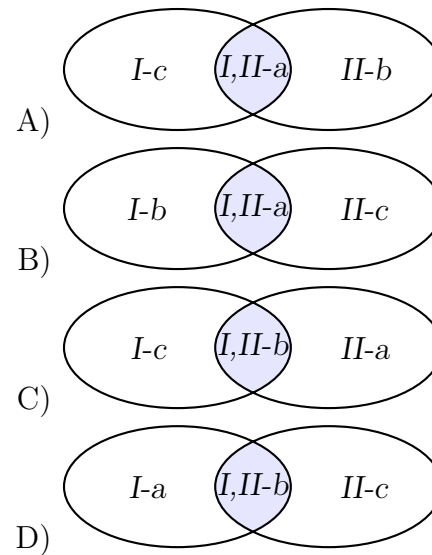 I-c I,II-a II-b
A)
I-b I,II-a II-c
B)
I-c I,II-b II-a
C)
I-a I,II-b II-c
D)